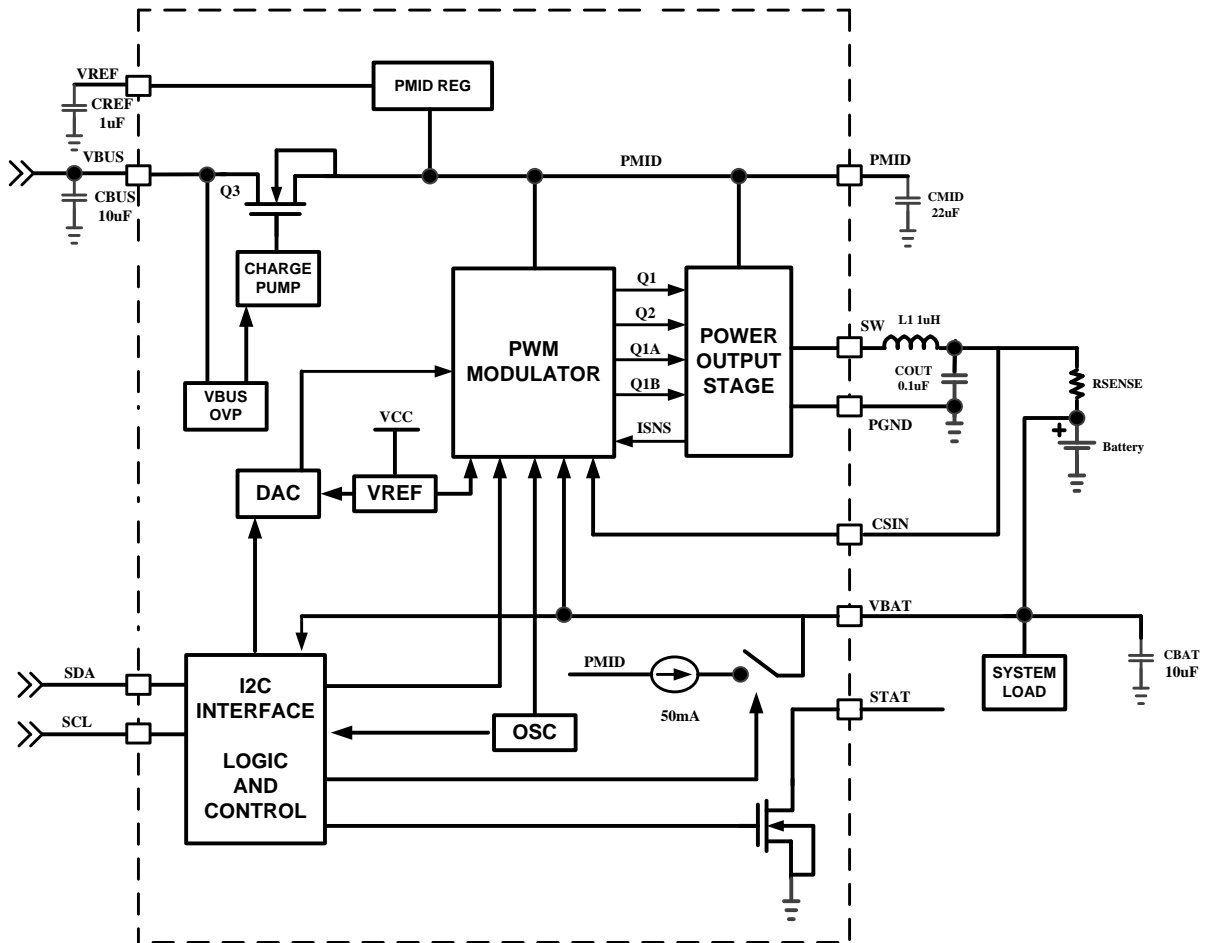 VREF
CREF
1uF
PMID REG
VBUS
CBUS
10uF
Q3
PMID
PMID
CMID
22uF
CHARGE
PUMP
VBUS
OVP
PWM
MODULATOR
Q1
Q2
Q1A
Q1B
ISNS
POWER
OUTPUT
STAGE
SW
L1 1uH
COUT
0.1uF
RSENSE
PGND
Battery
+
VCC
DAC
VREF
CSIN
VBAT
SDA
SCL
I2C
INTERFACE
LOGIC
AND
CONTROL
OSC
PMID
50mA
SYSTEM
LOAD
CBAT
10uF
STAT